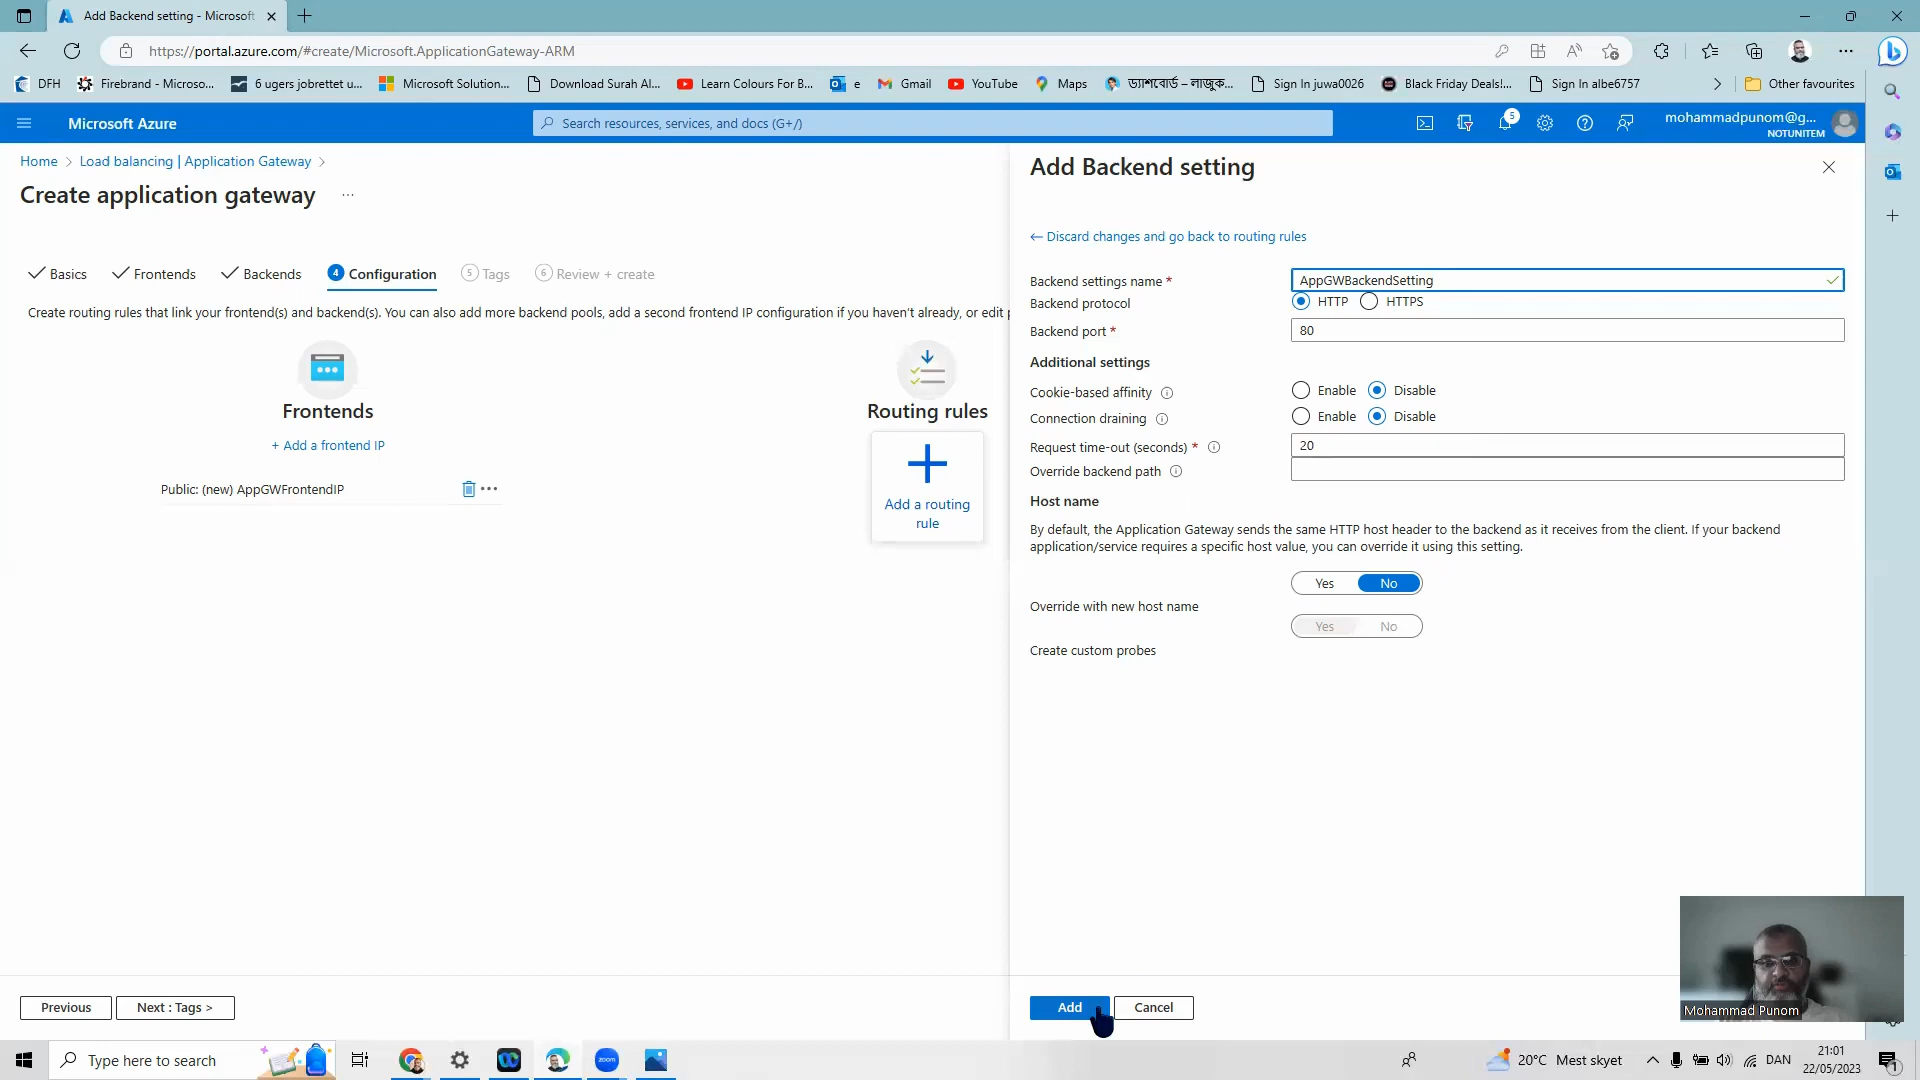 Add Backend setting - Microsoft
https://portal.azure.com/#create/Microsoft.ApplicationGateway-ARM
DFH
Firebrand - Microso...
6 ugers jobrettet u...
Microsoft Solution...
Download Surah Al...
Learn Colours For B...
e
Gmail
YouTube
Maps
ড্যাশবোর্ড – লাজুক...
Sign In juwa0026
Black Friday Deals!...
Sign In albe6757
Other favourites
Microsoft Azure
Search resources, services, and docs (G+/)
5
mohammadpunom@g...
NOTUNITEM
Home > Load balancing | Application Gateway >
Create application gateway ...
Basics
Frontends
Backends
4 Configuration
5 Tags
6 Review + create
Create routing rules that link your frontend(s) and backend(s). You can also add more backend pools, add a second frontend IP configuration if you haven't already, or edit p
Frontends
+ Add a frontend IP
Public: (new) AppGWFrontendIP
Routing rules
Add a routing
rule
Previous
Next : Tags >
Add Backend setting
← Discard changes and go back to routing rules
Backend settings name *
AppGWBackendSetting
Backend protocol
HTTP
HTTPS
Backend port *
80
Additional settings
Cookie-based affinity
Enable
Disable
Connection draining
Enable
Disable
Request time-out (seconds) *
20
Override backend path
Host name
By default, the Application Gateway sends the same HTTP host header to the backend as it receives from the client. If your backend
application/service requires a specific host value, you can override it using this setting.
Yes
No
Override with new host name
Yes
No
Create custom probes
Add
Cancel
Mohammad Punom
Type here to search
zoom
20°C Mest skyet
DAN
21:01
22/05/2023
1